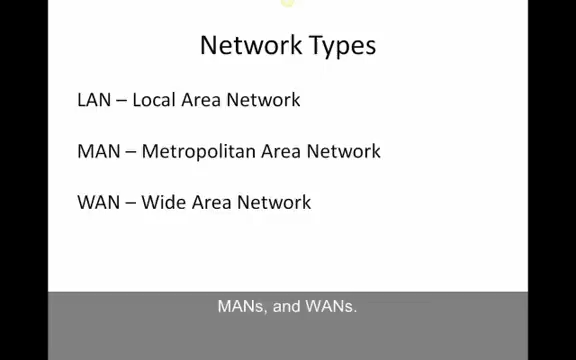 Network Types
LAN – Local Area Network
MAN – Metropolitan Area Network
WAN – Wide Area Network
MANs, and WANs.